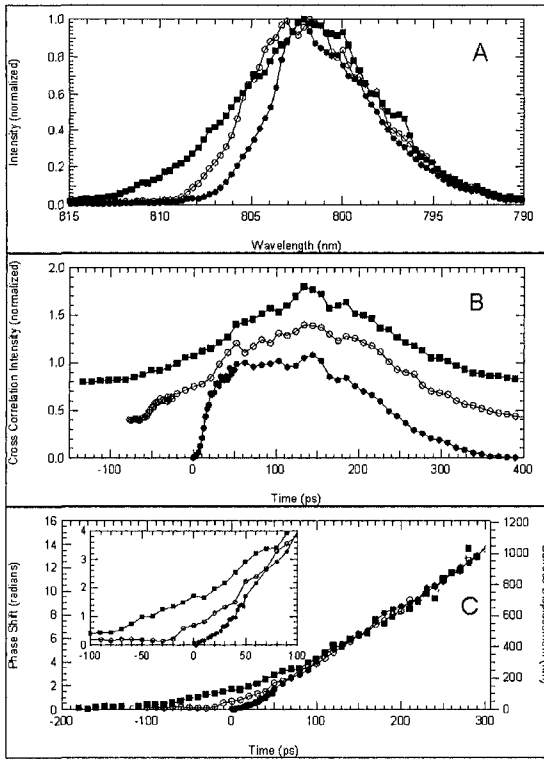 A
Intensity (normalized)
1.0
0.8
0.6
0.4
0.2
0.0
815 810 805 800 795 790
Wavelength (nm)
B
Cross Correlation Intensity (normalized)
2.0
1.5
1.0
0.5
0.0
-100 0 100 200 300 400
Time (ps)
C
Phase Shift (radians)
16
14
12
10
8
6
4
2
0
4
3
2
1
0
-100 -50 0 50 100
1200
1000
800
600
400
200
0
-200 -100 0 100 200 300
Time (ps)